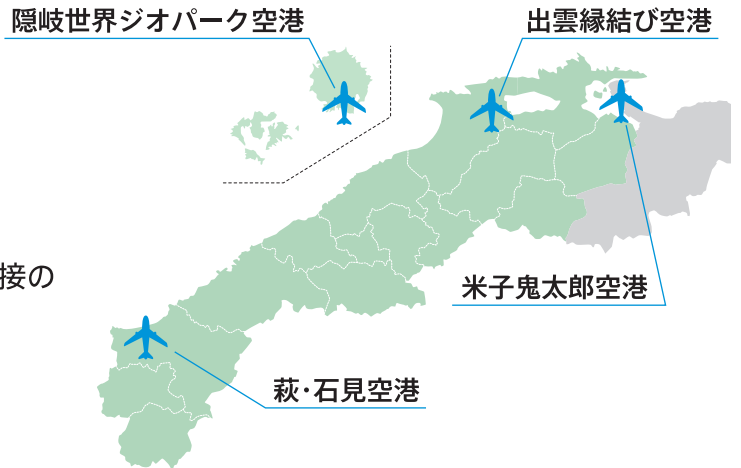 隠岐世界ジオパーク空港
出雲縁結び空港
接の
米子鬼太郎空港
萩・石見空港